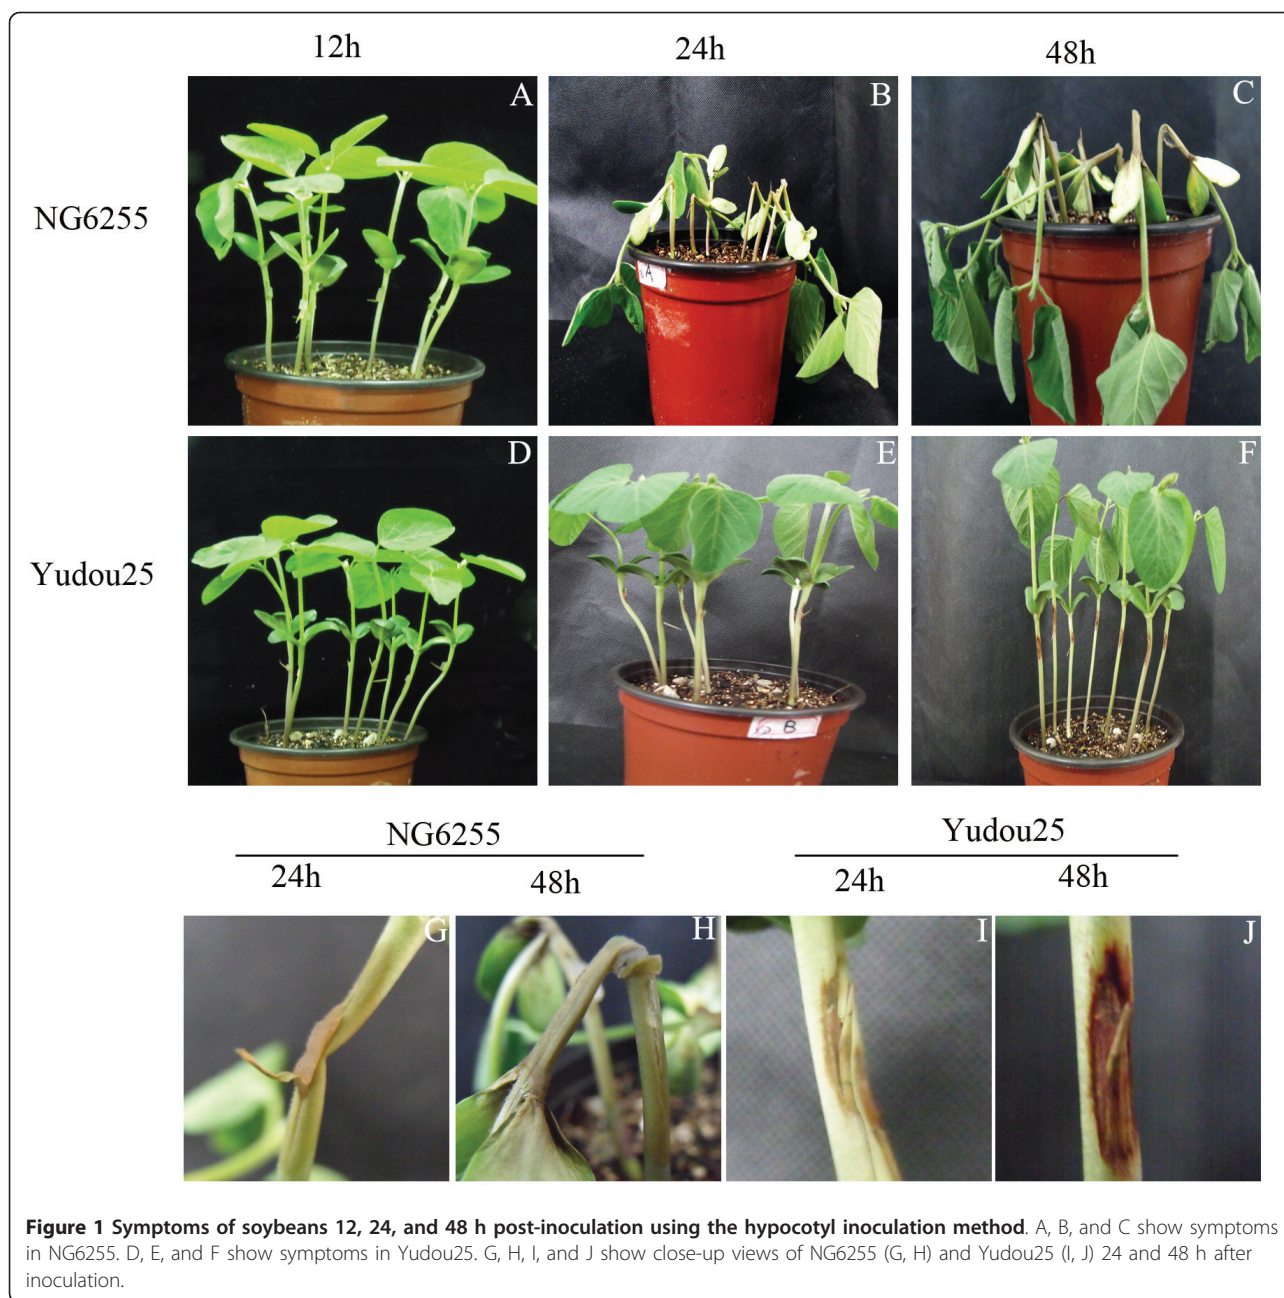 12h 24h 48h
A B C
NG6255
D E F
Yudou25
A
B
NG6255 Yudou25
24h 48h 24h 48h
G H I J
Figure 1 Symptoms of soybeans 12, 24, and 48 h post-inoculation using the hypocotyl inoculation method. A, B, and C show symptoms
in NG6255. D, E, and F show symptoms in Yudou25. G, H, I, and J show close-up views of NG6255 (G, H) and Yudou25 (I, J) 24 and 48 h after
inoculation.